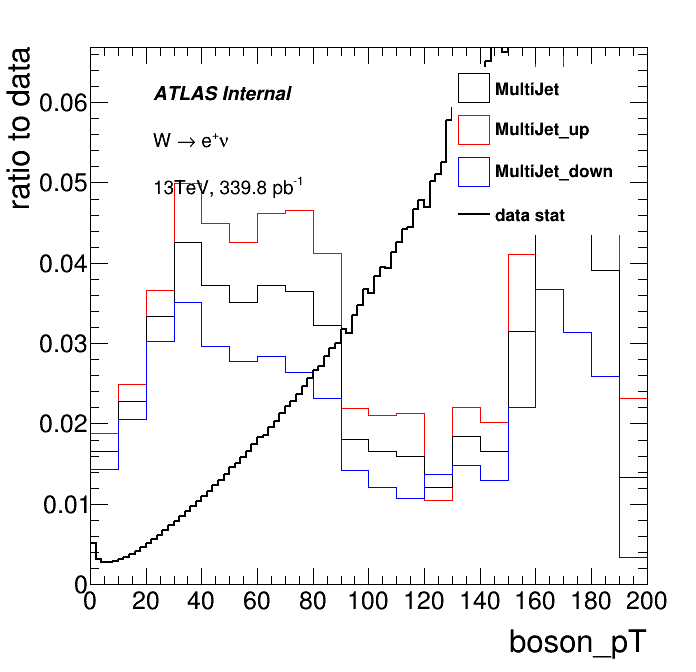 ratio to data
0.06
0.05
0.04
0.03
0.02
0.01
0
ATLAS Internal
W → e⁺ν
13TeV, 339.8 pb⁻¹
MultiJet
MultiJet_up
MultiJet_down
data stat
0 20 40 60 80 100 120 140 160 180 200
boson_pT